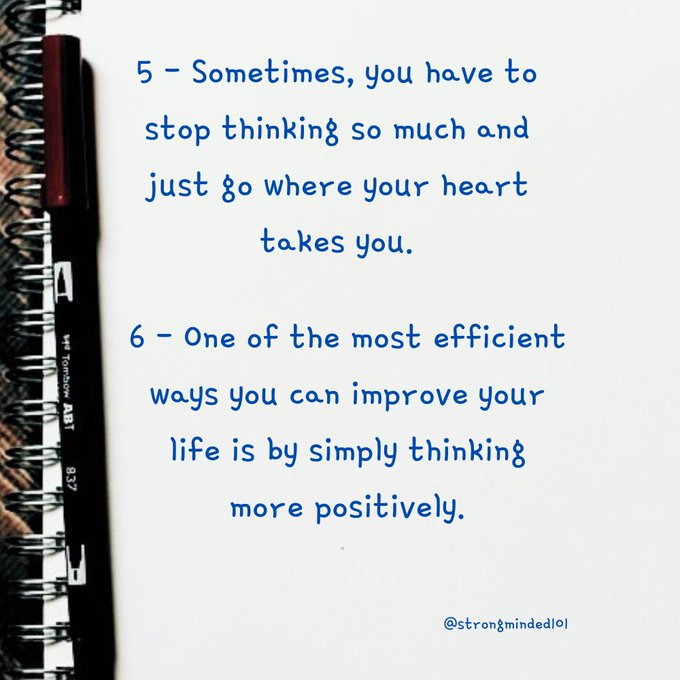 5 - Sometimes, you have to
stop thinking so much and
just go where your heart
takes you.
6 - One of the most efficient
ways you can improve your
life is by simply thinking
more positively.
@strongminded101
Tombow ABT
837